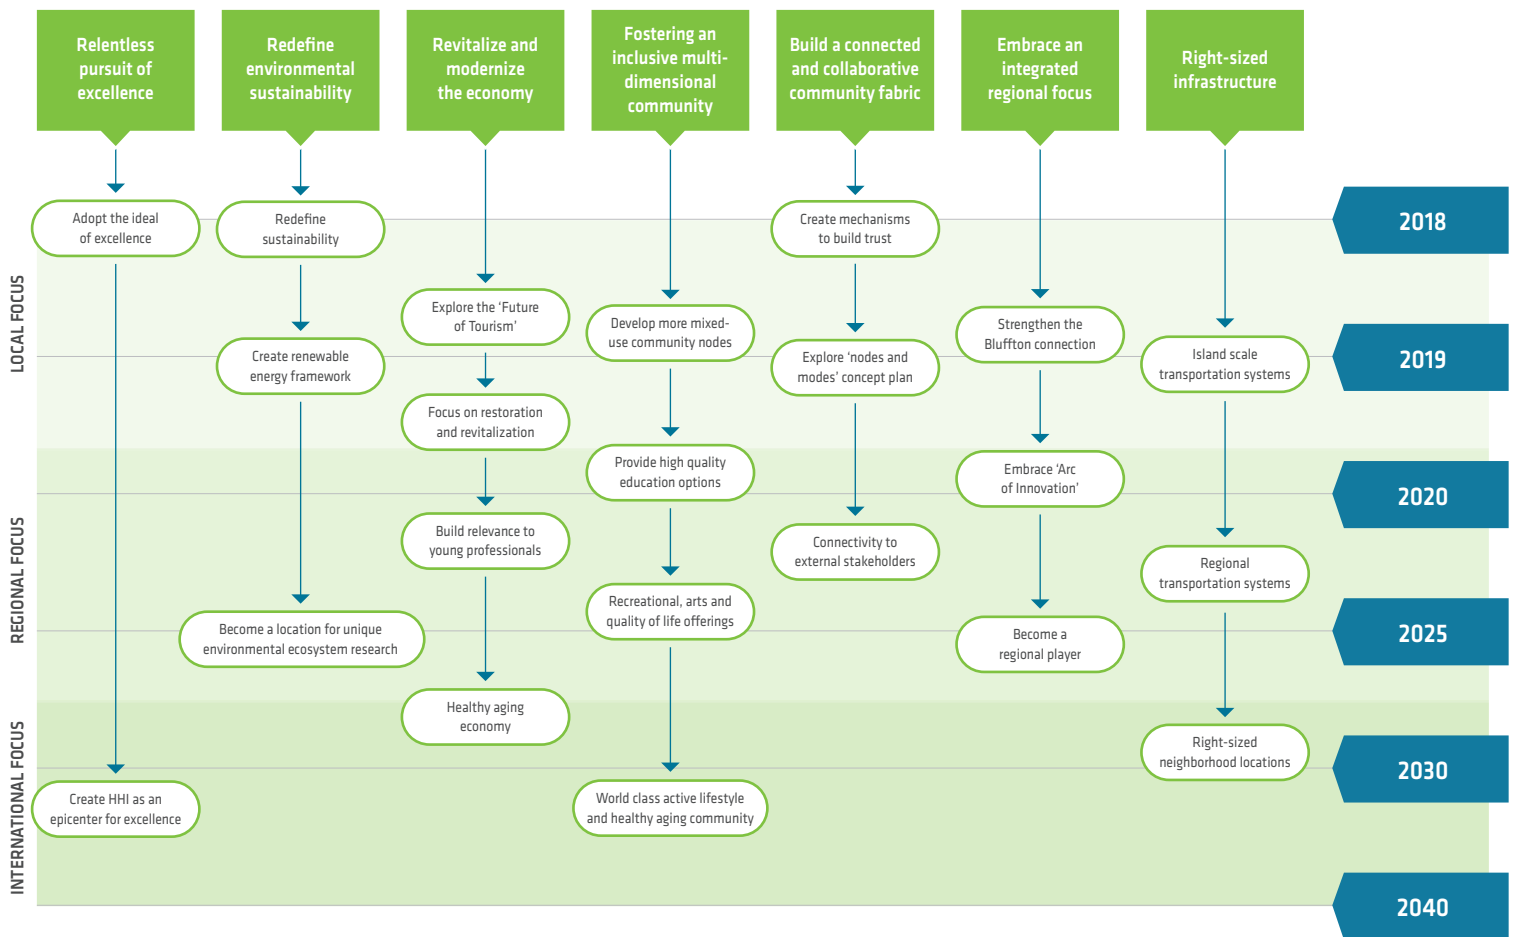 Relentless
pursuit of
excellence
Redefine
environmental
sustainability
Revitalize and
modernize
the economy
Fostering an
inclusive multi-
dimensional
community
Build a connected
and collaborative
community fabric
Embrace an
integrated
regional focus
Right-sized
infrastructure
LOCAL FOCUS
REGIONAL FOCUS
INTERNATIONAL FOCUS
Adopt the ideal
of excellence
Create HHI as an
epicenter for excellence
Redefine
sustainability
Create renewable
energy framework
Become a location for unique
environmental ecosystem research
Explore the ‘Future
of Tourism’
Focus on restoration
and revitalization
Build relevance to
young professionals
Healthy aging
economy
Develop more mixed-
use community nodes
Provide high quality
education options
Recreational, arts and
quality of life offerings
World class active lifestyle
and healthy aging community
Create mechanisms
to build trust
Explore ‘nodes and
modes’ concept plan
Connectivity to
external stakeholders
Strengthen the
Bluffton connection
Embrace ‘Arc
of Innovation’
Become a
regional player
Island scale
transportation systems
Regional
transportation systems
Right-sized
neighborhood locations
2018
2019
2020
2025
2030
2040